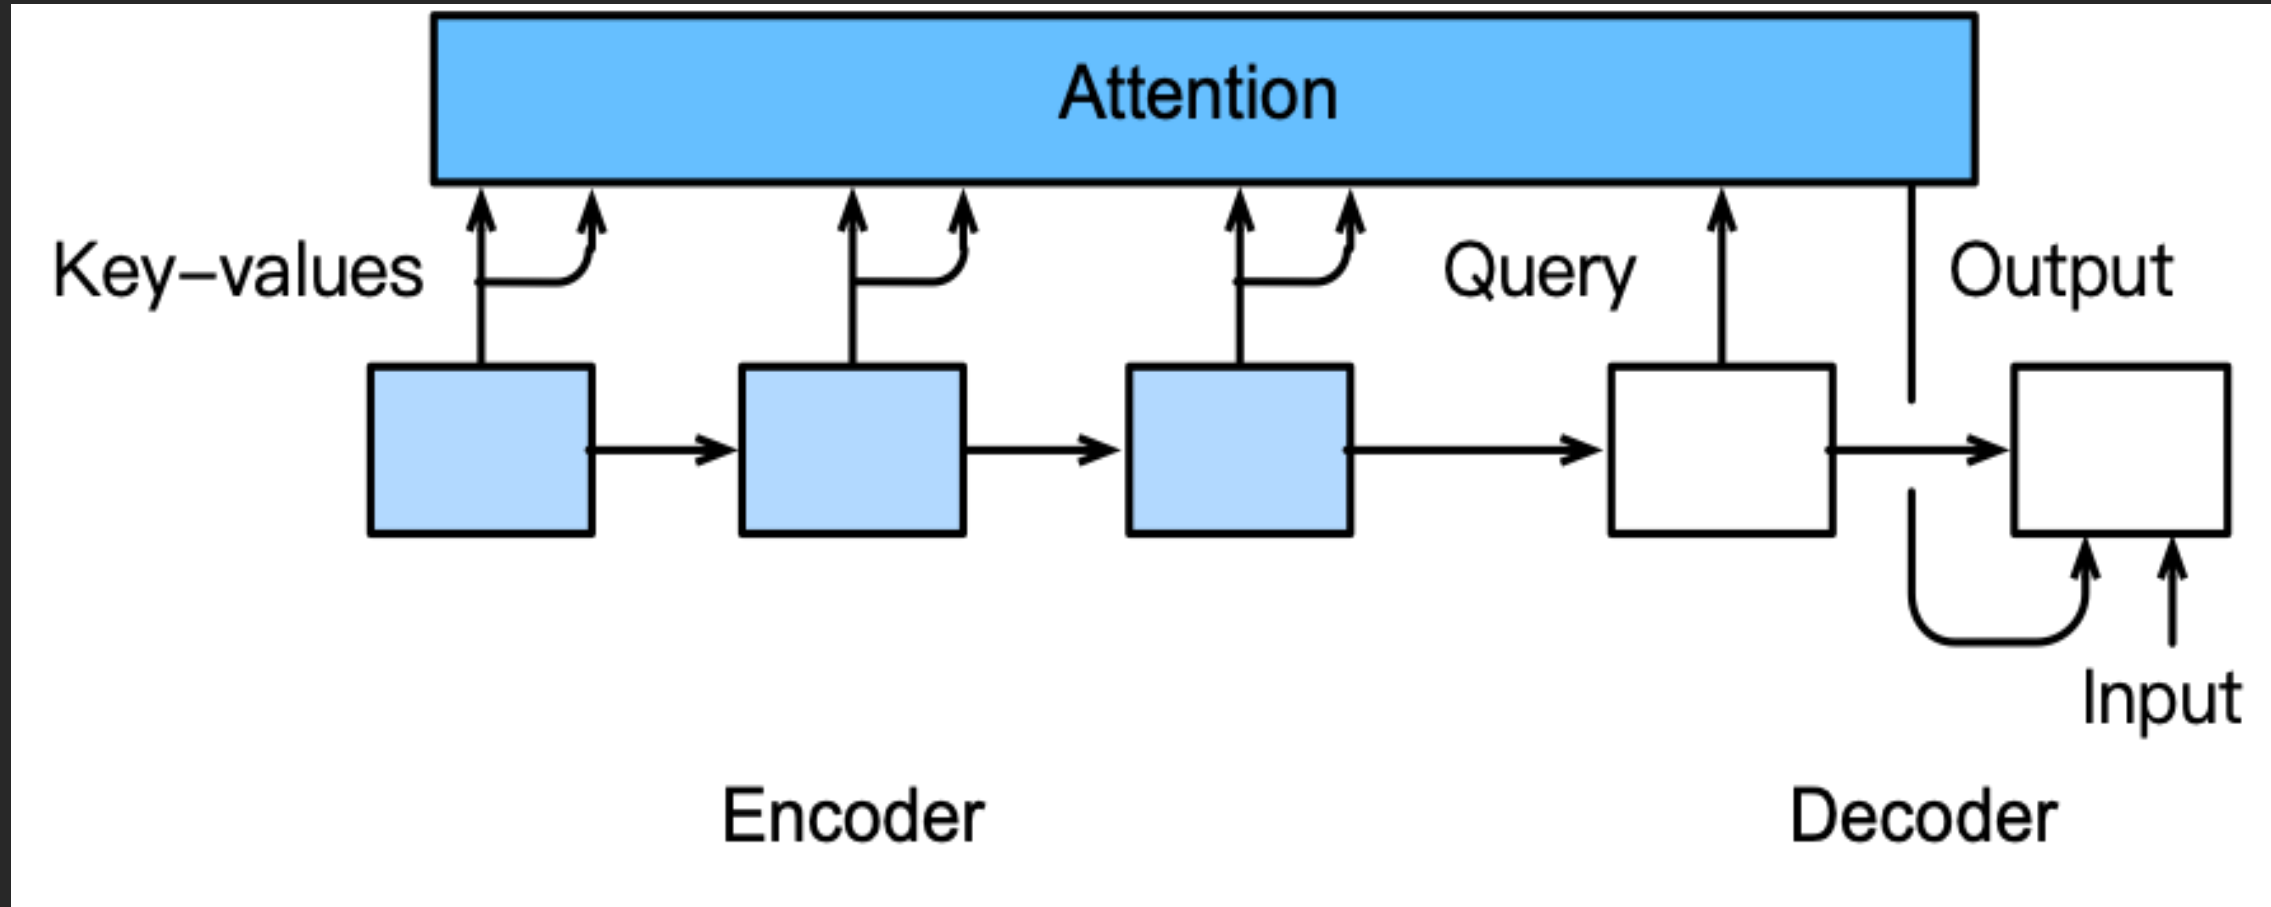 Attention
Key–values
Query
Output
Input
Encoder
Decoder